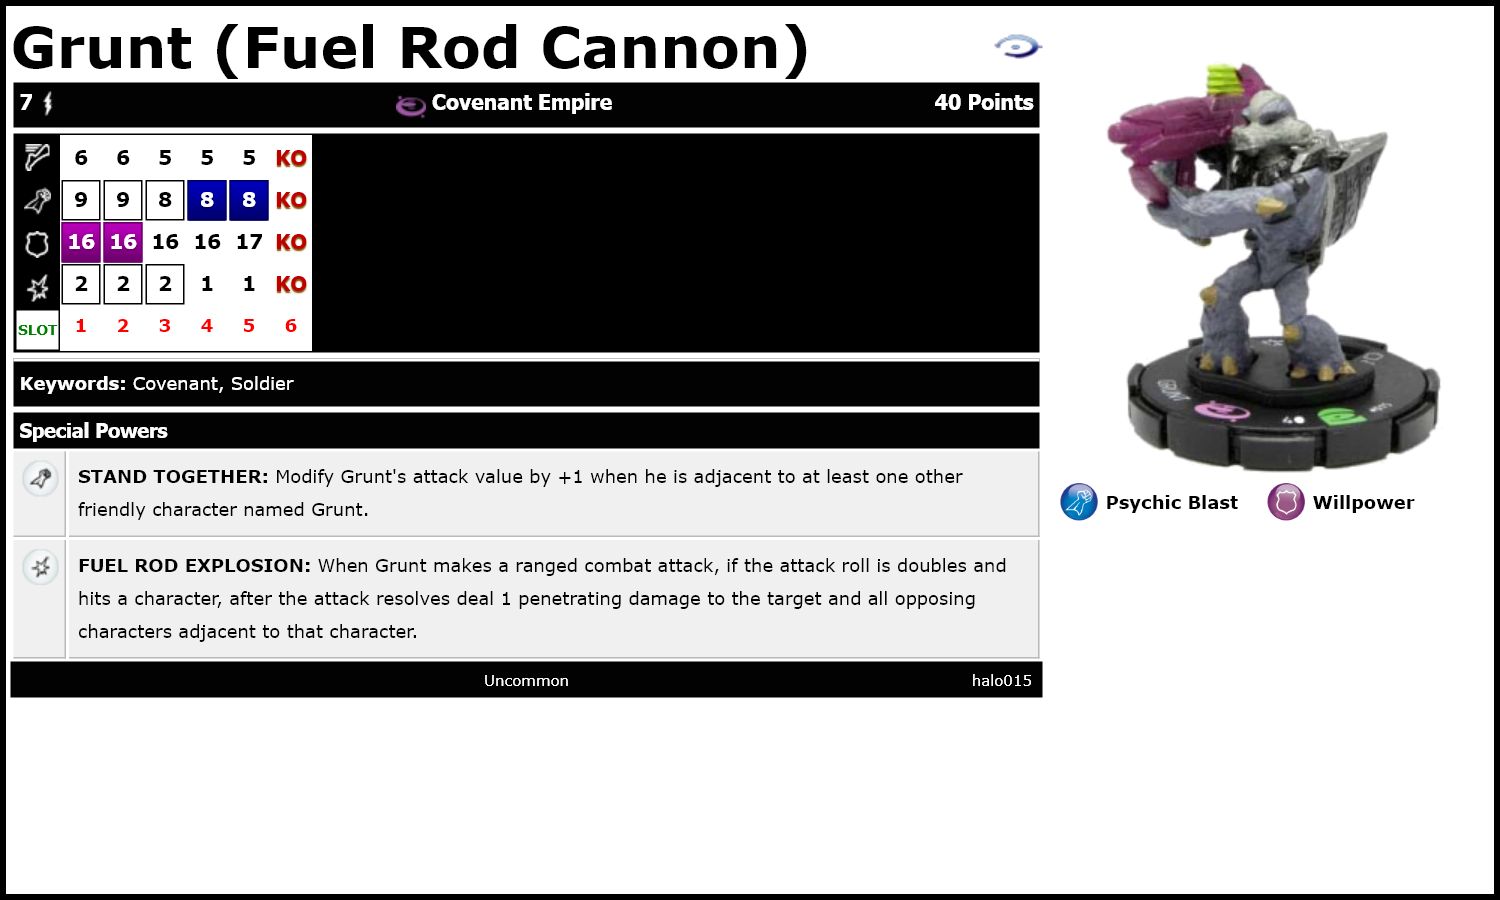 Grunt (Fuel Rod Cannon)
7 Covenant Empire 40 Points
6 6 5 5 5 KO
9 9 8 8 8 KO
16 16 16 16 17 KO
2 2 2 1 1 KO
SLOT 1 2 3 4 5 6
Keywords: Covenant, Soldier
Special Powers
STAND TOGETHER: Modify Grunt's attack value by +1 when he is adjacent to at least one other
friendly character named Grunt.
FUEL ROD EXPLOSION: When Grunt makes a ranged combat attack, if the attack roll is doubles and
hits a character, after the attack resolves deal 1 penetrating damage to the target and all opposing
characters adjacent to that character.
Uncommon halo015
GRUNT
40
#015
Psychic Blast Willpower